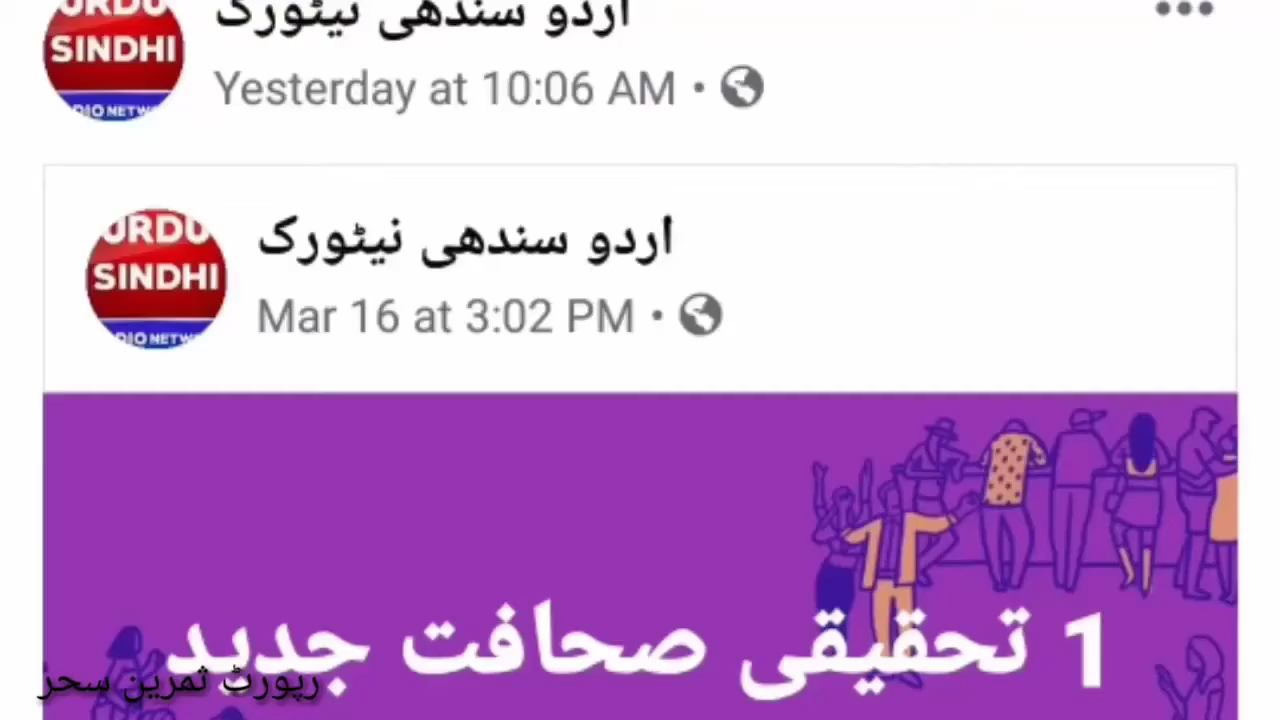 URDU
SINDHI
اردو سندھی نیٹورک
Yesterday at 10:06 AM
URDU
SINDHI
اردو سندھی نیٹورک
Mar 16 at 3:02 PM
1 تحقیقی صحافت جدید
رپورٹ ثمرین سحر